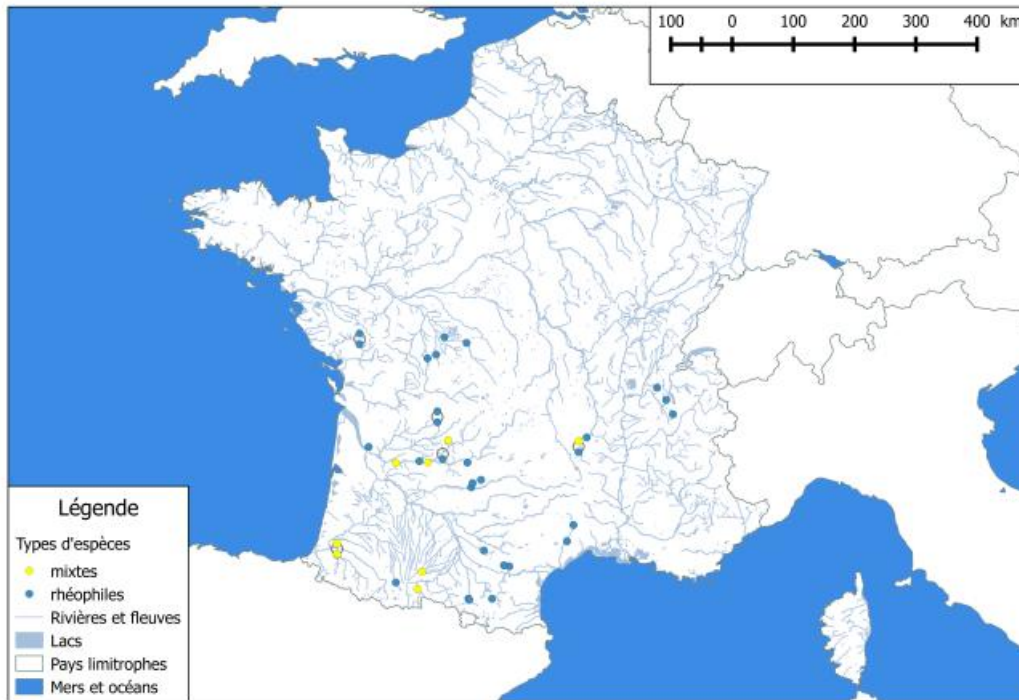 100 0 100 200 300 400 km
Légende
Types d'espèces
mixtes
rhéophiles
Rivières et fleuves
Lacs
Pays limitrophes
Mers et océans